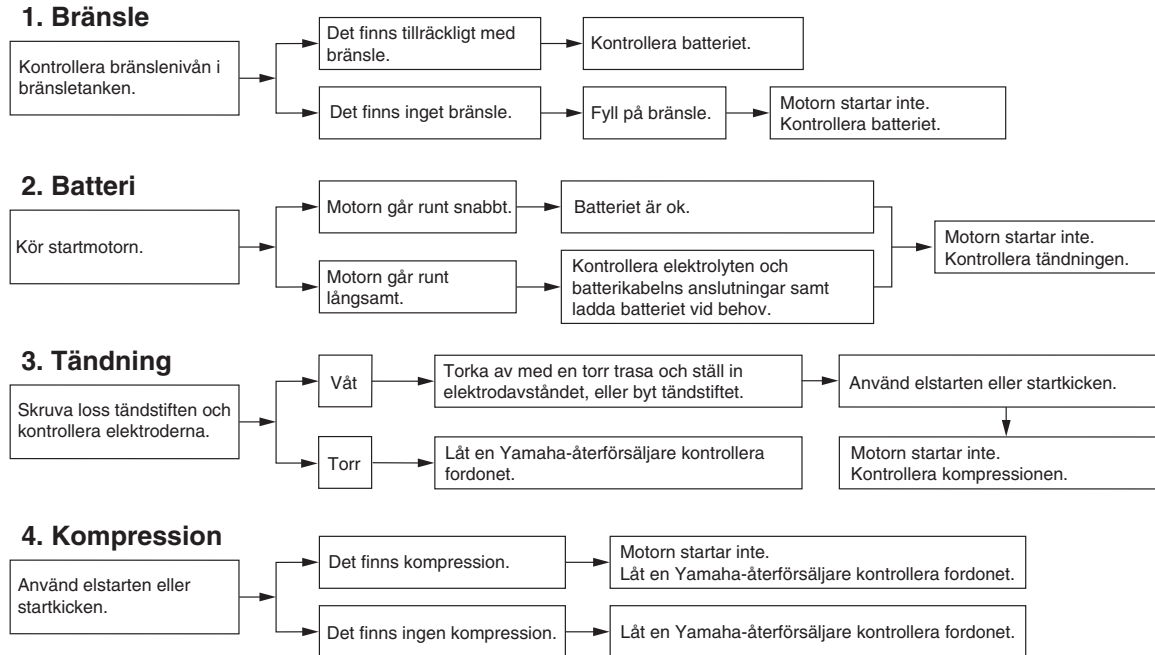 1. Bränsle
Kontrollera bränslenivån i
bränsletanken.
Det finns tillräckligt med
bränsle.
Kontrollera batteriet.
Det finns inget bränsle.
Fyll på bränsle.
Motorn startar inte.
Kontrollera batteriet.
2. Batteri
Kör startmotorn.
Motorn går runt snabbt.
Batteriet är ok.
Motorn går runt
långsamt.
Kontrollera elektrolyten och
batterikabelns anslutningar samt
ladda batteriet vid behov.
Motorn startar inte.
Kontrollera tändningen.
3. Tändning
Skruva loss tändstiften och
kontrollera elektroderna.
Våt
Torka av med en torr trasa och ställ in
elektrodavståndet, eller byt tändstiftet.
Använd elstarten eller startkicken.
Motorn startar inte.
Kontrollera kompressionen.
Torr
Låt en Yamaha-återförsäljare kontrollera
fordonet.
4. Kompression
Använd elstarten eller
startkicken.
Det finns kompression.
Motorn startar inte.
Låt en Yamaha-återförsäljare kontrollera fordonet.
Det finns ingen kompression.
Låt en Yamaha-återförsäljare kontrollera fordonet.